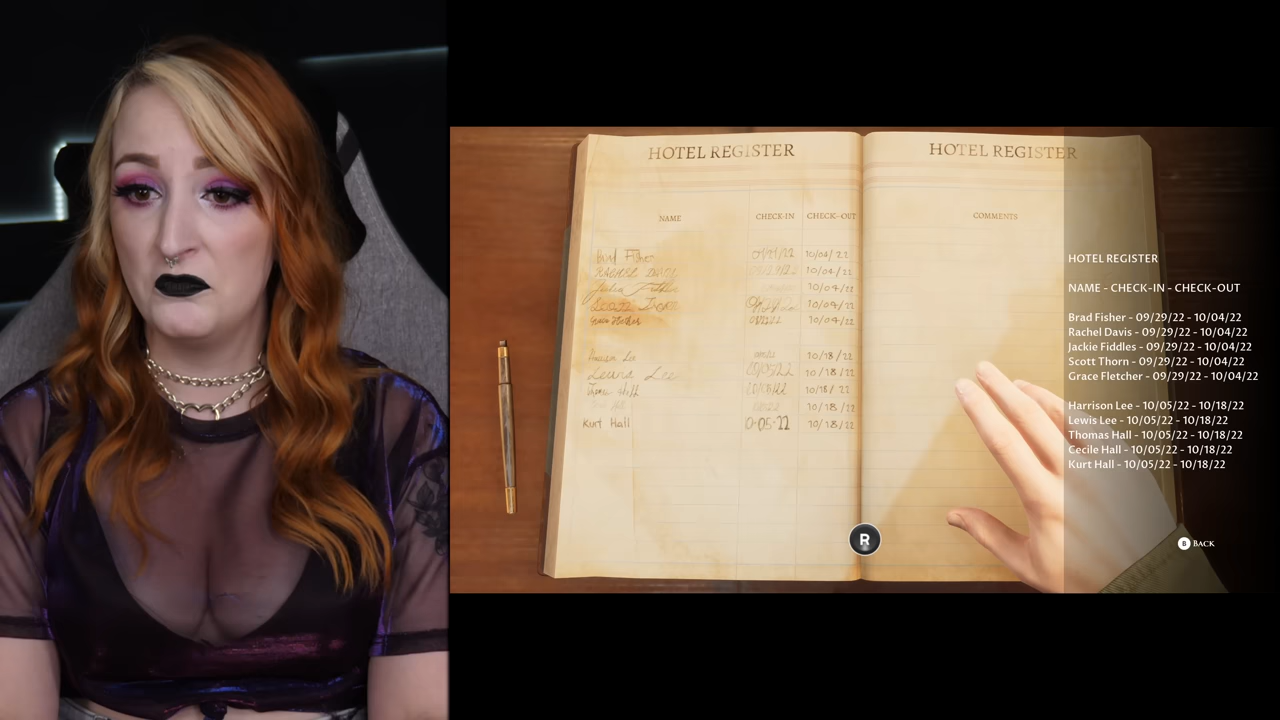 HOTEL REGISTER
NAME CHECK-IN CHECK-OUT
Brad Fisher 10/04/22
10/04/22
10/04/22
10/04/22
10/04/22
10/18/22
10/18/22
10/18/22
10/18/22
Kurt Hall 0-05-22 10/18/22
HOTEL REGISTER
COMMENTS
R
HOTEL REGISTER
NAME - CHECK-IN - CHECK-OUT
Brad Fisher - 09/29/22 - 10/04/22
Rachel Davis - 09/29/22 - 10/04/22
Jackie Fiddles - 09/29/22 - 10/04/22
Scott Thorn - 09/29/22 - 10/04/22
Grace Fletcher - 09/29/22 - 10/04/22
Harrison Lee - 10/05/22 - 10/18/22
Lewis Lee - 10/05/22 - 10/18/22
Thomas Hall - 10/05/22 - 10/18/22
Cecile Hall - 10/05/22 - 10/18/22
Kurt Hall - 10/05/22 - 10/18/22
B BACK